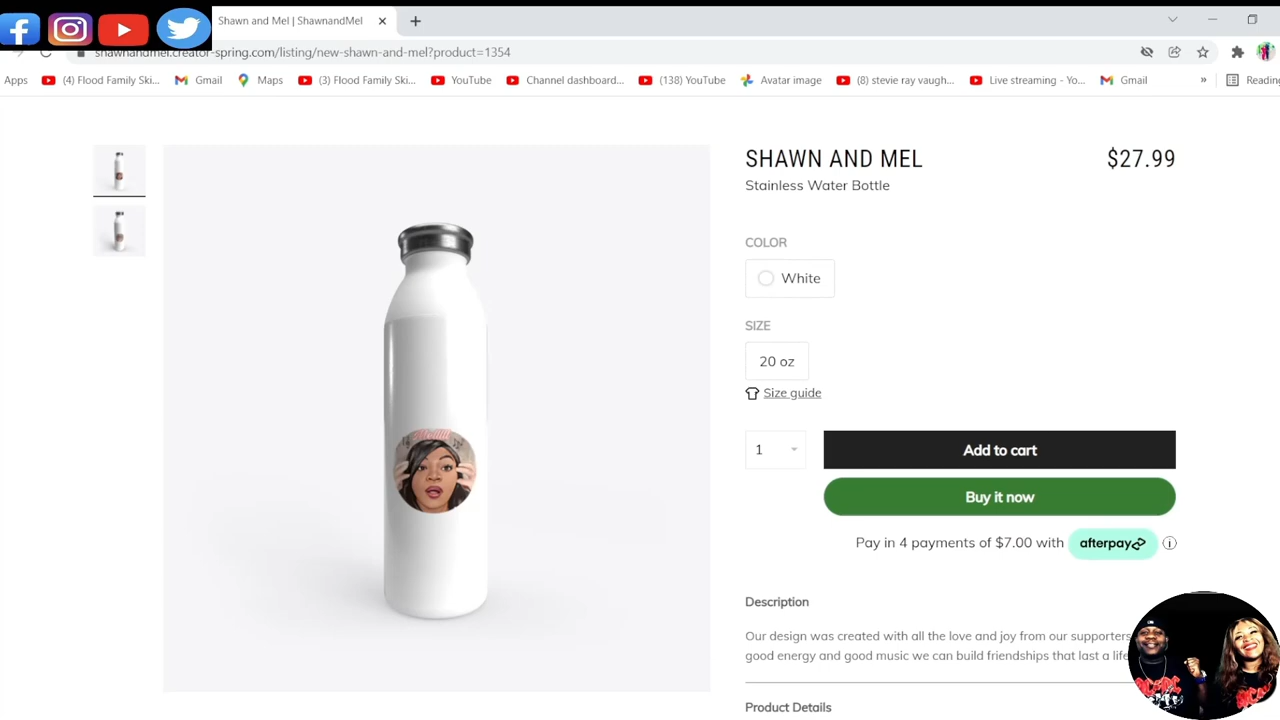 Shawn and Mel | ShawnandMel
shawnandmel.creator-spring.com/listing/new-shawn-and-mel?product=1354
Apps (4) Flood Family Ski... Gmail Maps (3) Flood Family Ski... YouTube Channel dashboard... (138) YouTube Avatar image (8) stevie ray vaugh... Live streaming - Yo... Gmail » Reading
SHAWN AND MEL $27.99
Stainless Water Bottle
COLOR
White
SIZE
20 oz
Size guide
1 Add to cart
Buy it now
Pay in 4 payments of $7.00 with afterpay
Description
Our design was created with all the love and joy from our supporters
good energy and good music we can build friendships that last a life
Product Details